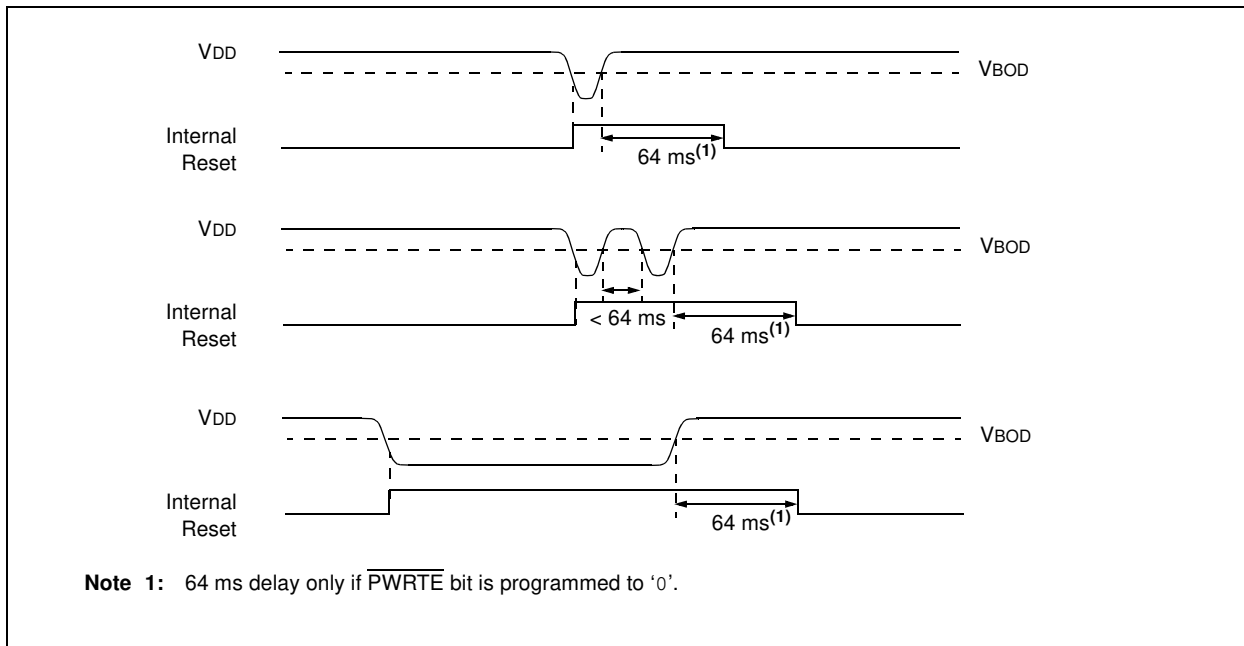 VDD
VBOD
Internal
Reset
64 ms(1)
VDD
VBOD
Internal
Reset
< 64 ms
64 ms(1)
VDD
VBOD
Internal
Reset
64 ms(1)
Note 1: 64 ms delay only if PWRTE bit is programmed to ‘0’.